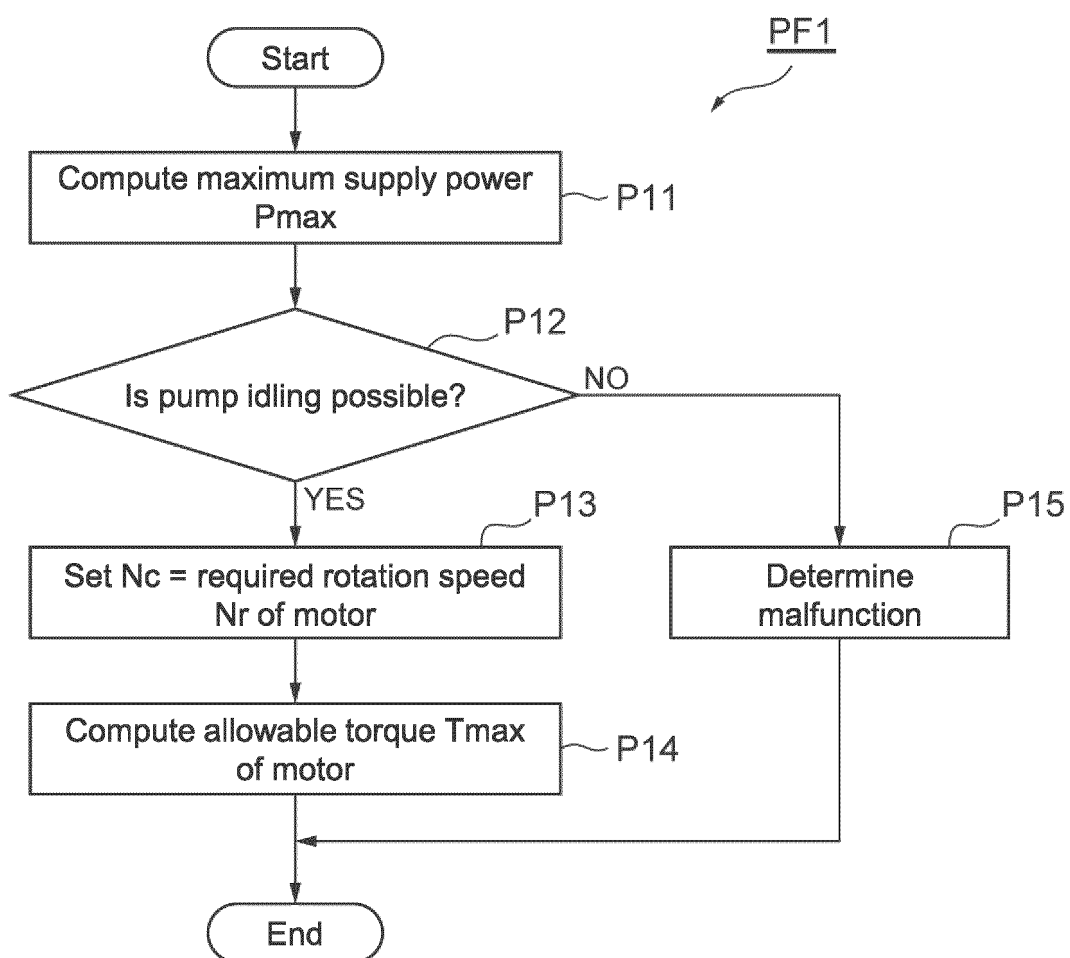 PF1
Start
Compute maximum supply power
Pmax
P11
P12
Is pump idling possible?
NO
YES
P13
P15
Set Nc = required rotation speed
Nr of motor
Determine
malfunction
Compute allowable torque Tmax
of motor
P14
End